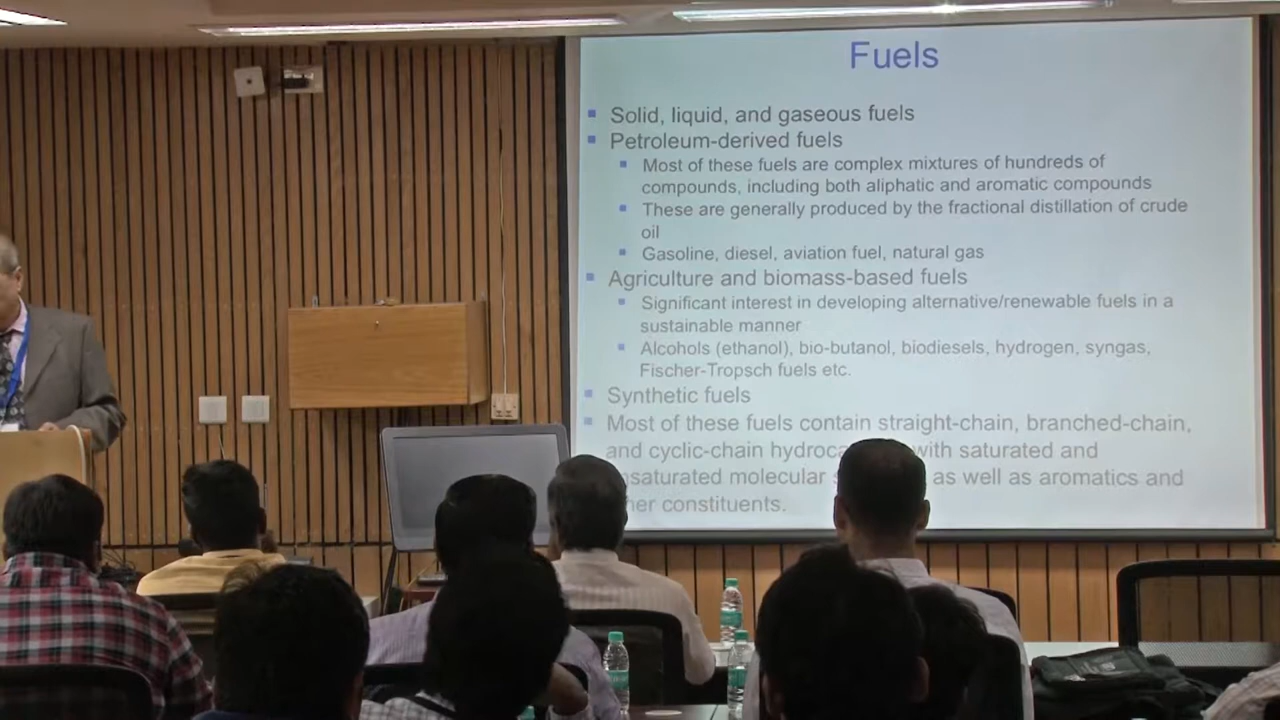 Fuels
Solid, liquid, and gaseous fuels
Petroleum-derived fuels
Most of these fuels are complex mixtures of hundreds of
compounds, including both aliphatic and aromatic compounds
These are generally produced by the fractional distillation of crude
oil
Gasoline, diesel, aviation fuel, natural gas
Agriculture and biomass-based fuels
Significant interest in developing alternative/renewable fuels in a
sustainable manner
Alcohols (ethanol), bio-butanol, biodiesels, hydrogen, syngas,
Fischer-Tropsch fuels etc.
Synthetic fuels
Most of these fuels contain straight-chain, branched-chain,
and cyclic-chain with saturated and
molecular as well as aromatics and
constituents.